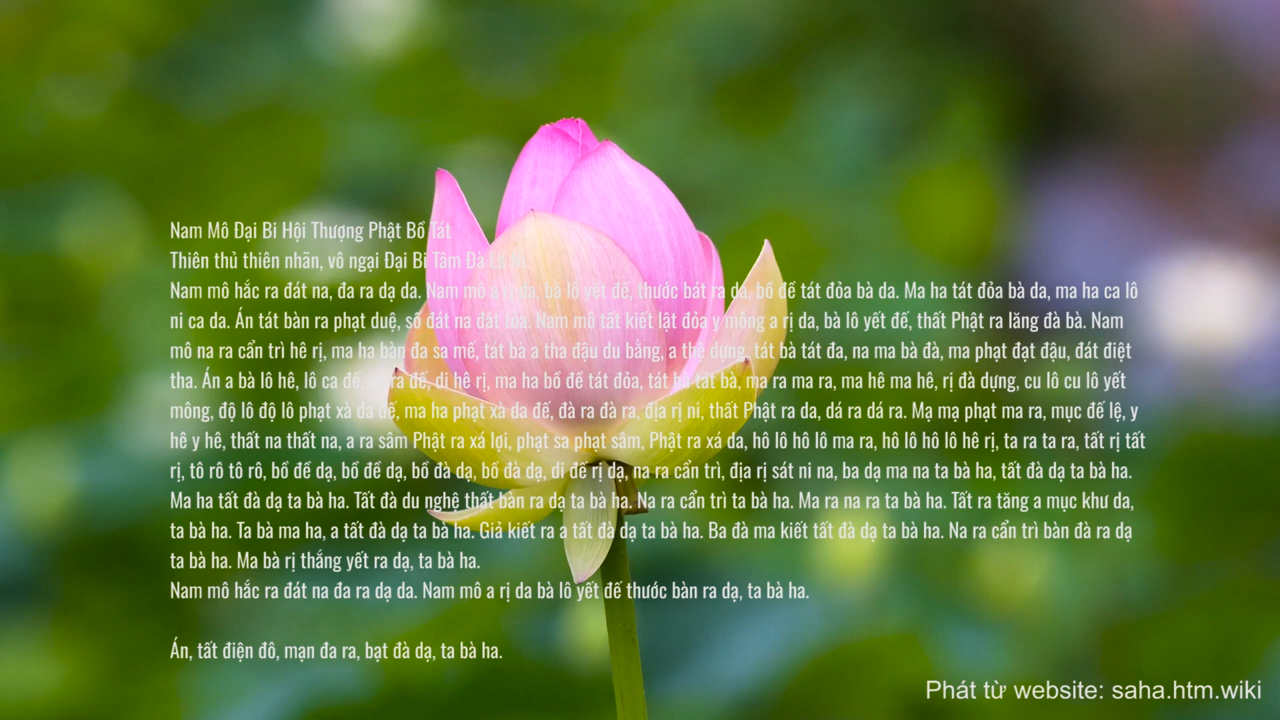 Nam Mô Đại Bi Hội Thượng Phật Bồ Tát
Thiên thủ thiên nhãn, vô ngại Đại Bi Tâm Đà La Ni.
Nam mô hắc ra đát na, đa ra dạ da. Nam mô a rị da, bà lô yết đế, thước bát ra da, bồ đề tát đỏa bà da. Ma ha tát đỏa bà da, ma ha ca lô
ni ca da. Án tát bàn ra phạt duệ, số đát na đát tỏa. Nam mô tất kiết lật đỏa y mông a rị da, bà lô yết đế, thất Phật ra lăng đà bà. Nam
mô na ra cẩn trì hê rị, ma ha bàn đa sa mế, tát bà a tha đậu du bằng, a thệ dựng, tát bà tát đa, na ma bà đà, ma phạt đạt đậu, đát điệt
tha. Án a bà lô hê, lô ca đế, ca ra đế, di hê rị, ma ha bồ đề tát đỏa, tát bà tát bà, ma ra ma ra, ma hê ma hê, rị đà dựng, cu lô cu lô yết
mông, độ lô độ lô phạt xà da đế, ma ha phạt xà da đế, đà ra đà ra, địa rị ni, thất Phật ra da, dá ra dá ra. Mạ mạ phạt ma ra, mục đế lệ, y
hê y hê, thất na thất na, a ra sâm Phật ra xá lợi, phạt sa phạt sâm, Phật ra xá da, hô lô hô lô ma ra, hô lô hô lô hê rị, ta ra ta ra, tất rị tất
rị, tô rô tô rô, bồ đề dạ, bồ đề dạ, bồ đà dạ, bồ đà dạ, di đế rị dạ, na ra cẩn trì, địa rị sát ni na, ba dạ ma na ta bà ha, tất đà dạ ta bà ha.
Ma ha tất đà dạ ta bà ha. Tất đà du nghệ thất bàn ra dạ ta bà ha. Na ra cẩn trì ta bà ha. Ma ra na ra ta bà ha. Tất ra tăng a mục khu da,
ta bà ha. Ta bà ma ha, a tất đà dạ ta bà ha. Giả kiết ra a tất đà dạ ta bà ha. Ba đà ma kiết tất đà dạ ta bà ha. Na ra cẩn trì bàn đà ra dạ
ta bà ha. Ma bà rị thắng yết ra dạ, ta bà ha.
Nam mô hắc ra đát na đa ra dạ da. Nam mô a rị da bà lô yết đế thước bàn ra dạ, ta bà ha.
Án, tất điện đô, mạn đa ra, bạt đà dạ, ta bà ha.
Phát từ website: saha.htm.wiki